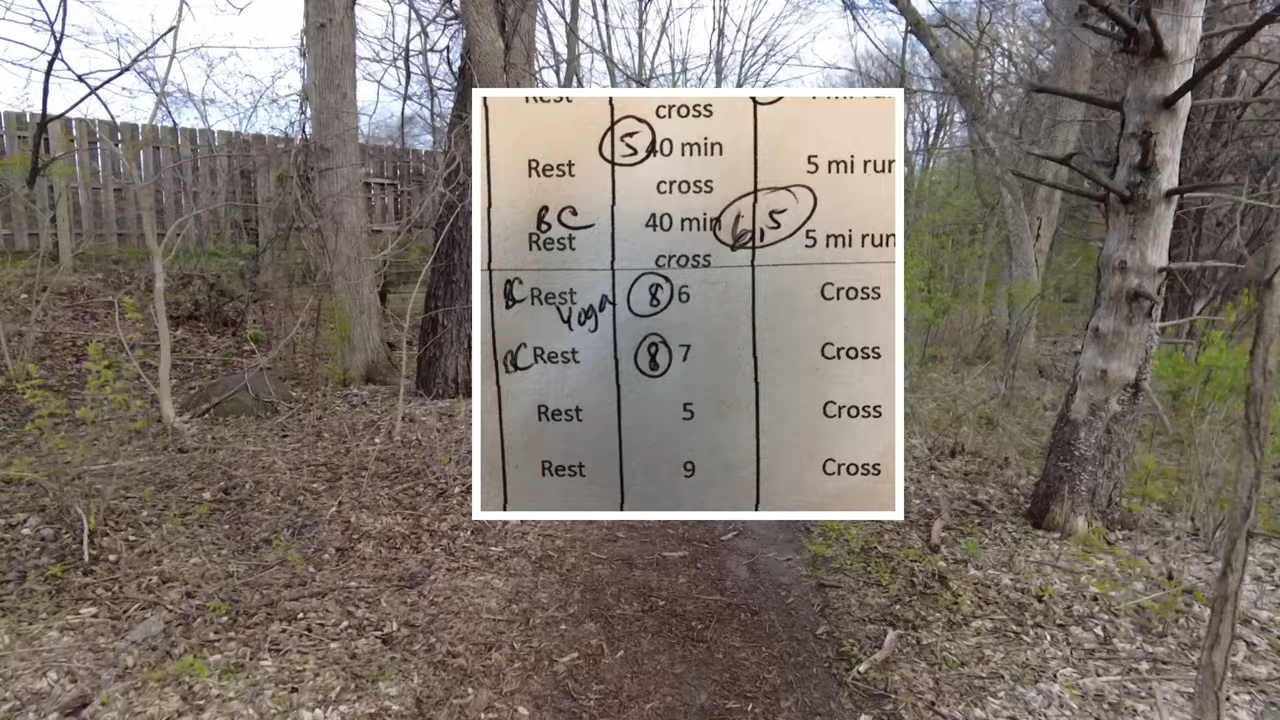 Rest
cross
5 40 min
Rest 5 mi run
cross
BC 40 min 6.5
Rest 5 mi run
cross
BC Rest 8 6 Cross
Yoga
BC Rest 8 7 Cross
Rest 5 Cross
Rest 9 Cross